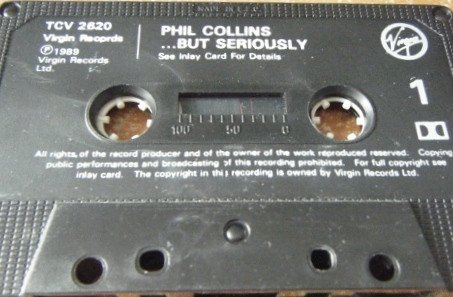 MADE IN U.K.
TCV 2620
Virgin Records
℗1989
Virgin Records
Ltd.
PHIL COLLINS
...BUT SERIOUSLY
See Inlay Card For Details
Virgin
1
100 50 0
All rights of the record producer and of the owner of the work reproduced reserved. Copying
public performances and broadcasting of this recording prohibited. For full copyright see
inlay card. The copyright in this recording is owned by Virgin Records Ltd.